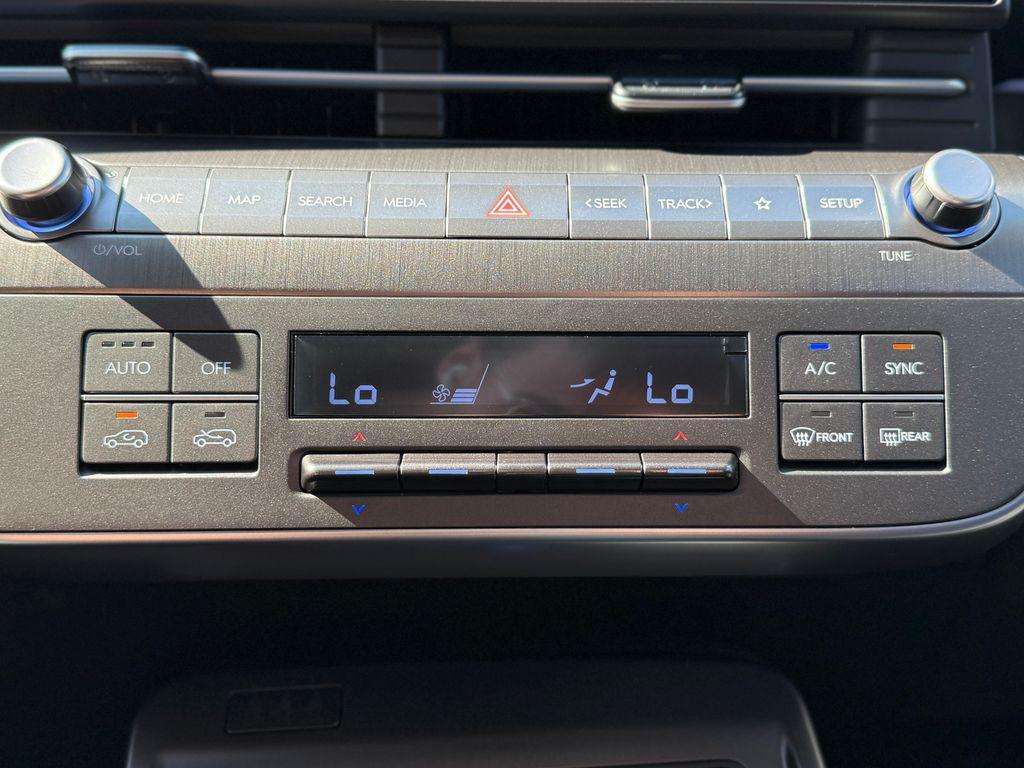 HOME MAP SEARCH MEDIA <SEEK TRACK> SETUP
/VOL TUNE
AUTO OFF Lo Lo A/C SYNC
FRONT REAR